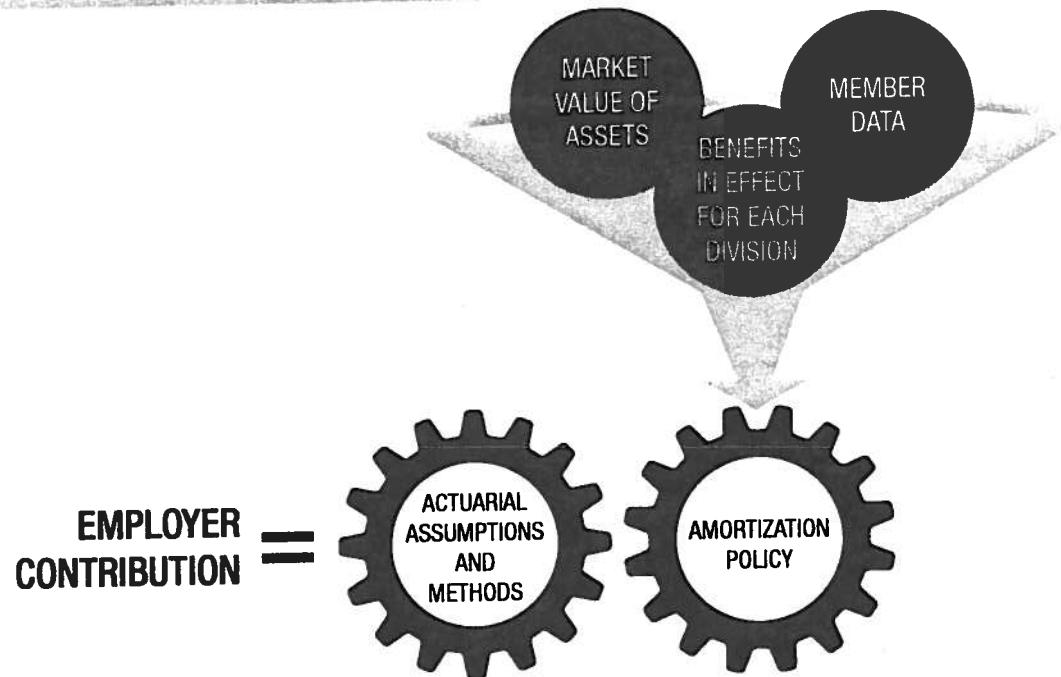 MARKET
VALUE OF
ASSETS
MEMBER
DATA
BENEFITS
IN EFFECT
FOR EACH
DIVISION
ACTUARIAL
ASSUMPTIONS
AND
METHODS
AMORTIZATION
POLICY
EMPLOYER
CONTRIBUTION =